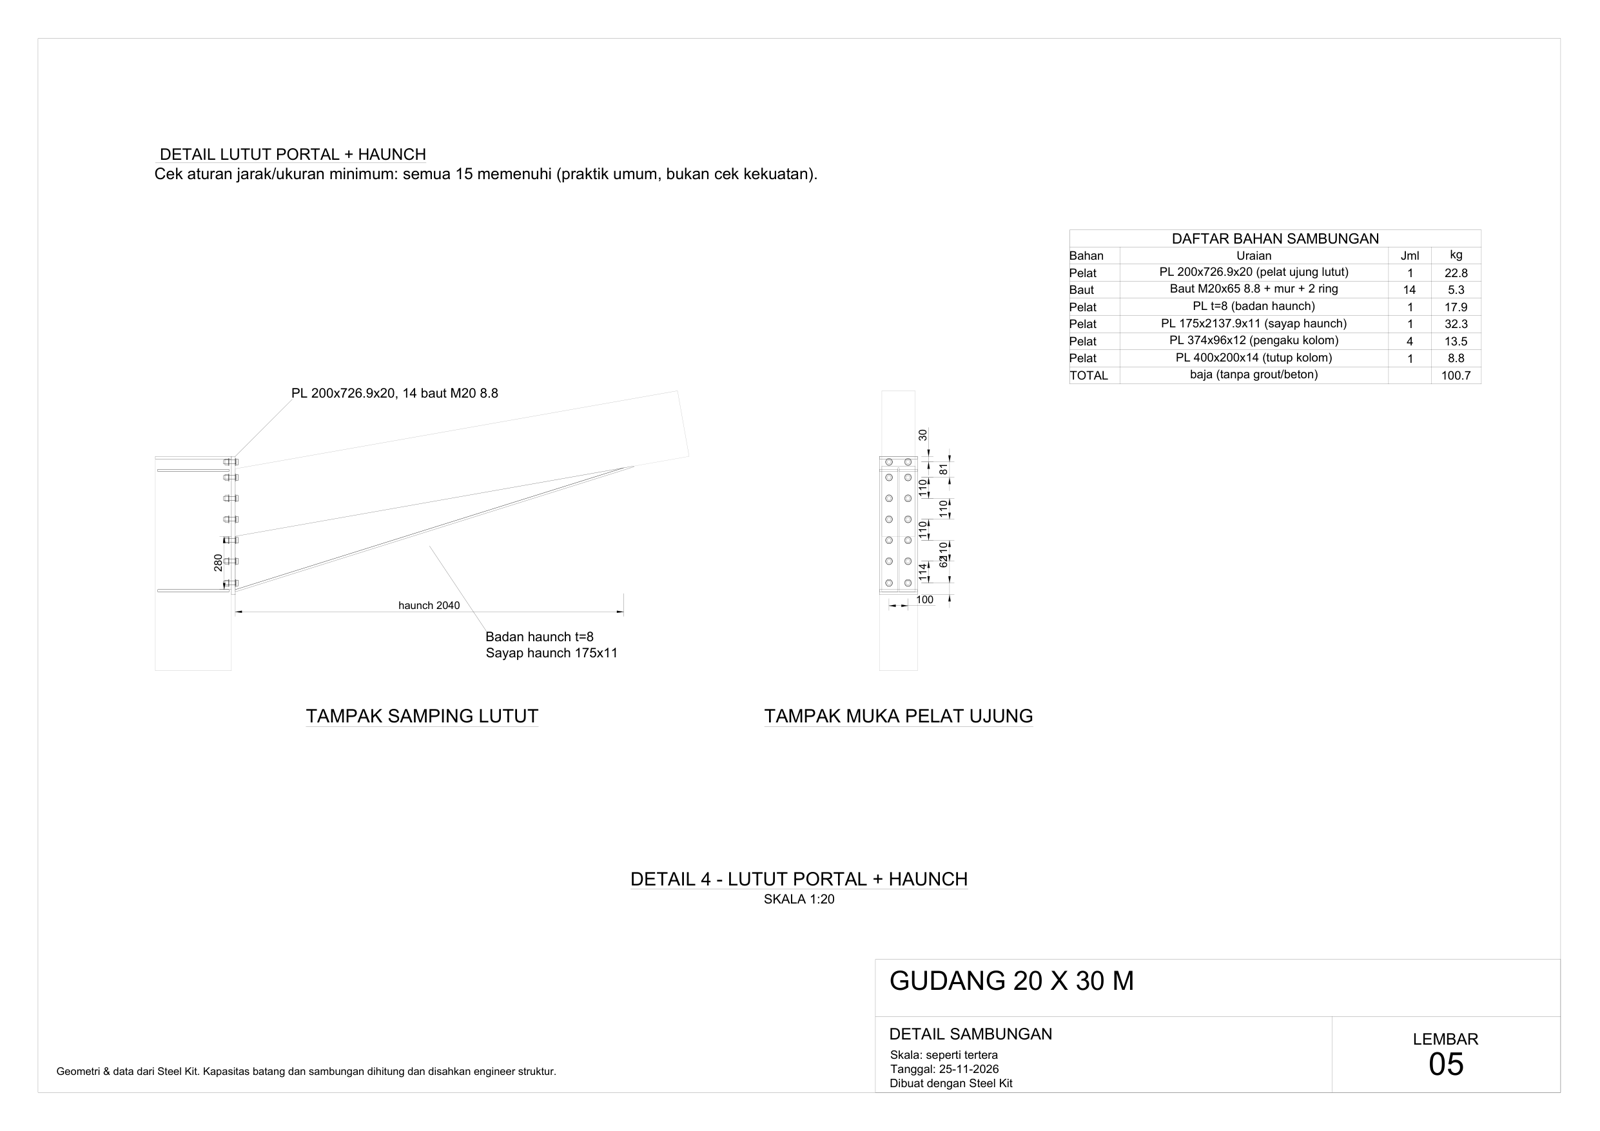 DETAIL LUTUT PORTAL + HAUNCH
Cek aturan jarak/ukuran minimum: semua 15 memenuhi (praktik umum, bukan cek kekuatan).
DAFTAR BAHAN SAMBUNGAN
Bahan Uraian Jml kg
Pelat PL 200x726.9x20 (pelat ujung lutut) 1 22.8
Baut Baut M20x65 8.8 + mur + 2 ring 14 5.3
Pelat PL t=8 (badan haunch) 1 17.9
Pelat PL 175x2137.9x11 (sayap haunch) 1 32.3
Pelat PL 374x96x12 (pengaku kolom) 4 13.5
Pelat PL 400x200x14 (tutup kolom) 1 8.8
TOTAL baja (tanpa grout/beton) 100.7
PL 200x726.9x20, 14 baut M20 8.8
280
haunch 2040
Badan haunch t=8
Sayap haunch 175x11
30
81
110
110
110
110
114
62
100
TAMPAK SAMPING LUTUT
TAMPAK MUKA PELAT UJUNG
DETAIL 4 - LUTUT PORTAL + HAUNCH
SKALA 1:20
GUDANG 20 X 30 M
DETAIL SAMBUNGAN
Skala: seperti tertera
Tanggal: 25-11-2026
Dibuat dengan Steel Kit
LEMBAR
05
Geometri & data dari Steel Kit. Kapasitas batang dan sambungan dihitung dan disahkan engineer struktur.